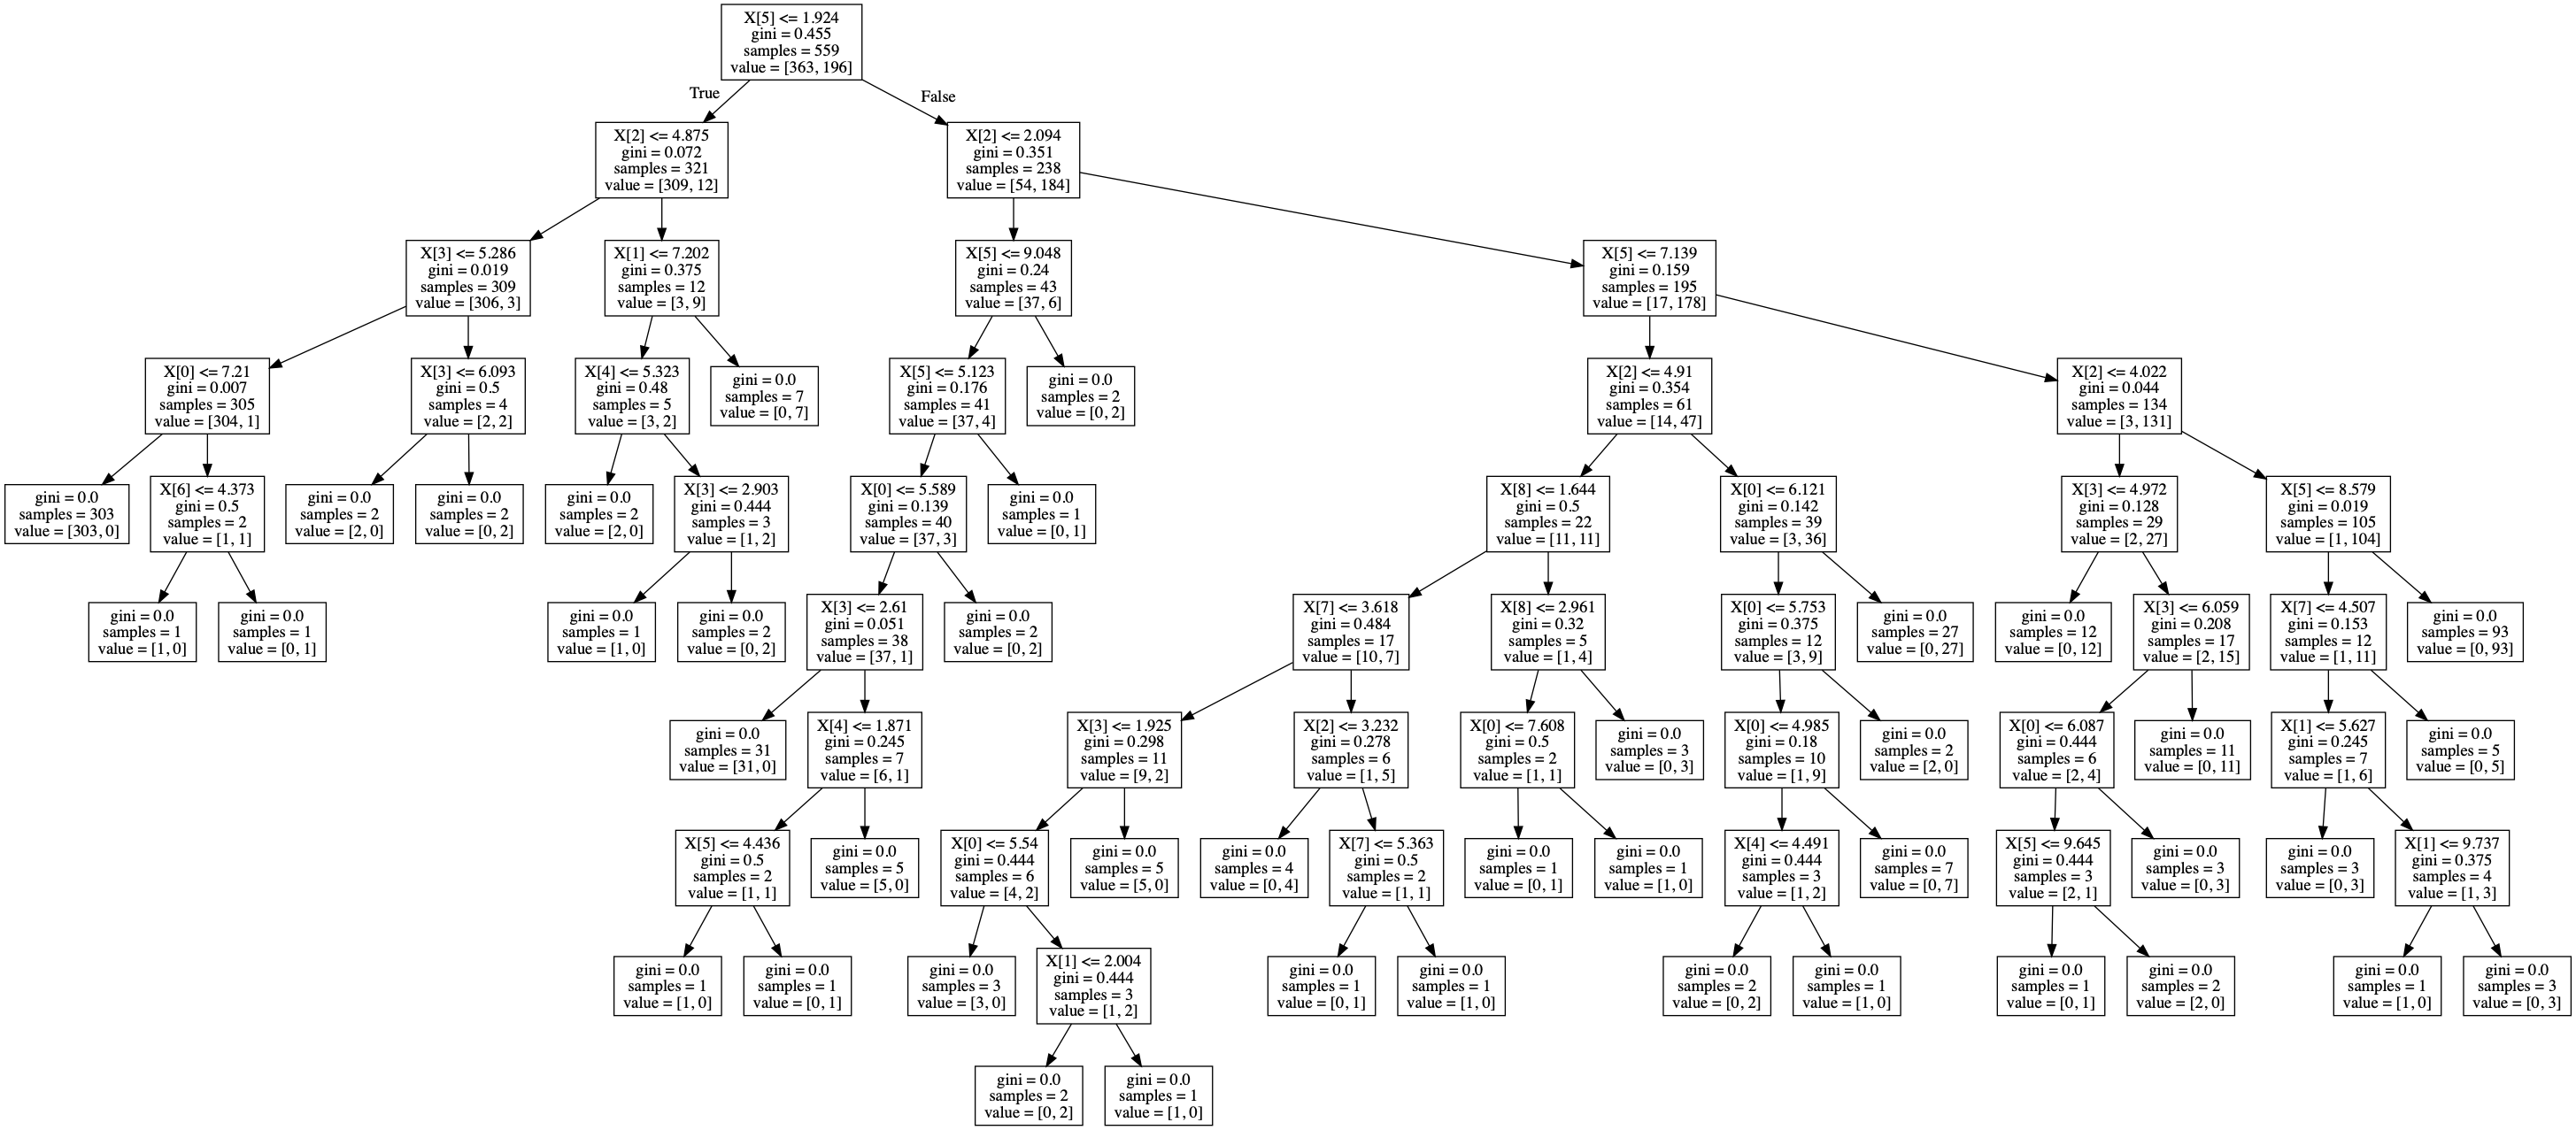 X[5] <= 1.924
gini = 0.455
samples = 559
value = [363, 196]
True
False
X[2] <= 4.875
gini = 0.072
samples = 321
value = [309, 12]
X[2] <= 2.094
gini = 0.351
samples = 238
value = [54, 184]
X[3] <= 5.286
gini = 0.019
samples = 309
value = [306, 3]
X[1] <= 7.202
gini = 0.375
samples = 12
value = [3, 9]
X[5] <= 9.048
gini = 0.24
samples = 43
value = [37, 6]
X[5] <= 7.139
gini = 0.159
samples = 195
value = [17, 178]
X[0] <= 7.21
gini = 0.007
samples = 305
value = [304, 1]
X[3] <= 6.093
gini = 0.5
samples = 4
value = [2, 2]
X[4] <= 5.323
gini = 0.48
samples = 5
value = [3, 2]
gini = 0.0
samples = 7
value = [0, 7]
X[5] <= 5.123
gini = 0.176
samples = 41
value = [37, 4]
gini = 0.0
samples = 2
value = [0, 2]
X[2] <= 4.91
gini = 0.354
samples = 61
value = [14, 47]
X[2] <= 4.022
gini = 0.044
samples = 134
value = [3, 131]
gini = 0.0
samples = 303
value = [303, 0]
X[6] <= 4.373
gini = 0.5
samples = 2
value = [1, 1]
gini = 0.0
samples = 2
value = [2, 0]
gini = 0.0
samples = 2
value = [0, 2]
gini = 0.0
samples = 2
value = [2, 0]
X[3] <= 2.903
gini = 0.444
samples = 3
value = [1, 2]
X[0] <= 5.589
gini = 0.139
samples = 40
value = [37, 3]
gini = 0.0
samples = 1
value = [0, 1]
X[8] <= 1.644
gini = 0.5
samples = 22
value = [11, 11]
X[0] <= 6.121
gini = 0.142
samples = 39
value = [3, 36]
X[3] <= 4.972
gini = 0.128
samples = 29
value = [2, 27]
X[5] <= 8.579
gini = 0.019
samples = 105
value = [1, 104]
gini = 0.0
samples = 1
value = [1, 0]
gini = 0.0
samples = 1
value = [0, 1]
gini = 0.0
samples = 1
value = [1, 0]
gini = 0.0
samples = 2
value = [0, 2]
X[3] <= 2.61
gini = 0.051
samples = 38
value = [37, 1]
gini = 0.0
samples = 2
value = [0, 2]
X[7] <= 3.618
gini = 0.484
samples = 17
value = [10, 7]
X[8] <= 2.961
gini = 0.32
samples = 5
value = [1, 4]
X[0] <= 5.753
gini = 0.375
samples = 12
value = [3, 9]
gini = 0.0
samples = 27
value = [0, 27]
gini = 0.0
samples = 12
value = [0, 12]
X[3] <= 6.059
gini = 0.208
samples = 17
value = [2, 15]
X[7] <= 4.507
gini = 0.153
samples = 12
value = [1, 11]
gini = 0.0
samples = 93
value = [0, 93]
gini = 0.0
samples = 31
value = [31, 0]
X[4] <= 1.871
gini = 0.245
samples = 7
value = [6, 1]
X[3] <= 1.925
gini = 0.298
samples = 11
value = [9, 2]
X[2] <= 3.232
gini = 0.278
samples = 6
value = [1, 5]
X[0] <= 7.608
gini = 0.5
samples = 2
value = [1, 1]
gini = 0.0
samples = 3
value = [0, 3]
X[0] <= 4.985
gini = 0.18
samples = 10
value = [1, 9]
gini = 0.0
samples = 2
value = [2, 0]
X[0] <= 6.087
gini = 0.444
samples = 6
value = [2, 4]
gini = 0.0
samples = 11
value = [0, 11]
X[1] <= 5.627
gini = 0.245
samples = 7
value = [1, 6]
gini = 0.0
samples = 5
value = [0, 5]
X[5] <= 4.436
gini = 0.5
samples = 2
value = [1, 1]
gini = 0.0
samples = 5
value = [5, 0]
X[0] <= 5.54
gini = 0.444
samples = 6
value = [4, 2]
gini = 0.0
samples = 5
value = [5, 0]
gini = 0.0
samples = 4
value = [0, 4]
X[7] <= 5.363
gini = 0.5
samples = 2
value = [1, 1]
gini = 0.0
samples = 1
value = [0, 1]
gini = 0.0
samples = 1
value = [1, 0]
X[4] <= 4.491
gini = 0.444
samples = 3
value = [1, 2]
gini = 0.0
samples = 7
value = [0, 7]
X[5] <= 9.645
gini = 0.444
samples = 3
value = [2, 1]
gini = 0.0
samples = 3
value = [0, 3]
gini = 0.0
samples = 3
value = [0, 3]
X[1] <= 9.737
gini = 0.375
samples = 4
value = [1, 3]
gini = 0.0
samples = 1
value = [1, 0]
gini = 0.0
samples = 1
value = [0, 1]
gini = 0.0
samples = 3
value = [3, 0]
X[1] <= 2.004
gini = 0.444
samples = 3
value = [1, 2]
gini = 0.0
samples = 1
value = [0, 1]
gini = 0.0
samples = 1
value = [1, 0]
gini = 0.0
samples = 2
value = [0, 2]
gini = 0.0
samples = 1
value = [1, 0]
gini = 0.0
samples = 1
value = [0, 1]
gini = 0.0
samples = 2
value = [2, 0]
gini = 0.0
samples = 1
value = [1, 0]
gini = 0.0
samples = 3
value = [0, 3]
gini = 0.0
samples = 2
value = [0, 2]
gini = 0.0
samples = 1
value = [1, 0]